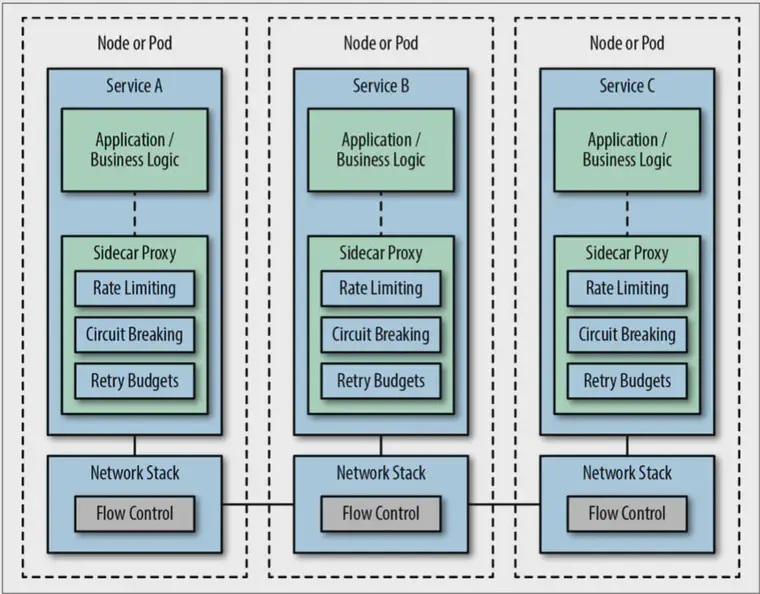 Node or Pod
Service A
Application /
Business Logic
Sidecar Proxy
Rate Limiting
Circuit Breaking
Retry Budgets
Network Stack
Flow Control
Node or Pod
Service B
Application /
Business Logic
Sidecar Proxy
Rate Limiting
Circuit Breaking
Retry Budgets
Network Stack
Flow Control
Node or Pod
Service C
Application /
Business Logic
Sidecar Proxy
Rate Limiting
Circuit Breaking
Retry Budgets
Network Stack
Flow Control